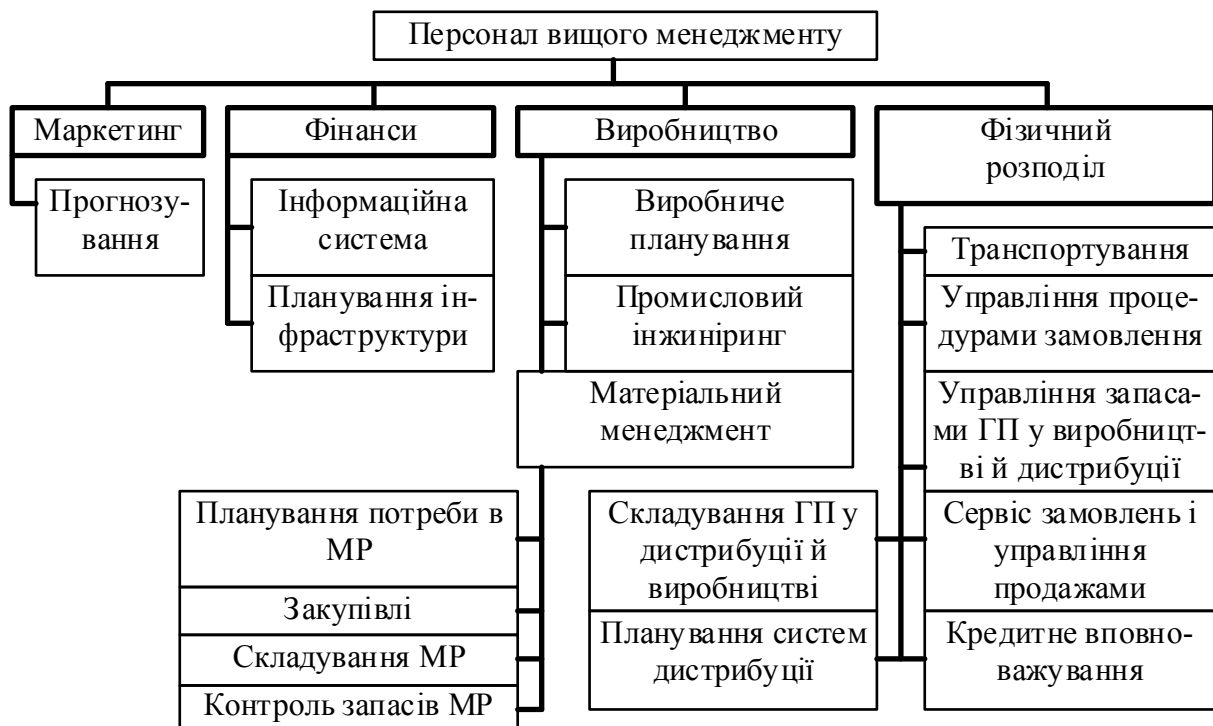 Персонал вищого менеджменту
Маркетинг
Прогнозу-
вання
Фінанси
Інформаційна
система
Планування ін-
фраструктури
Виробництво
Виробниче
планування
Промисловий
інжиніринг
Матеріальний
менеджмент
Планування потреби в
МР
Закупівлі
Складування МР
Контроль запасів МР
Фізичний
розподіл
Транспортування
Управління проце-
дурами замовлення
Управління запаса-
ми ГП у виробницт-
ві й дистрибуції
Сервіс замовлень і
управління
продажами
Кредитне вповно-
важування
Складування ГП у
дистрибуції й
виробництві
Планування систем
дистрибуції